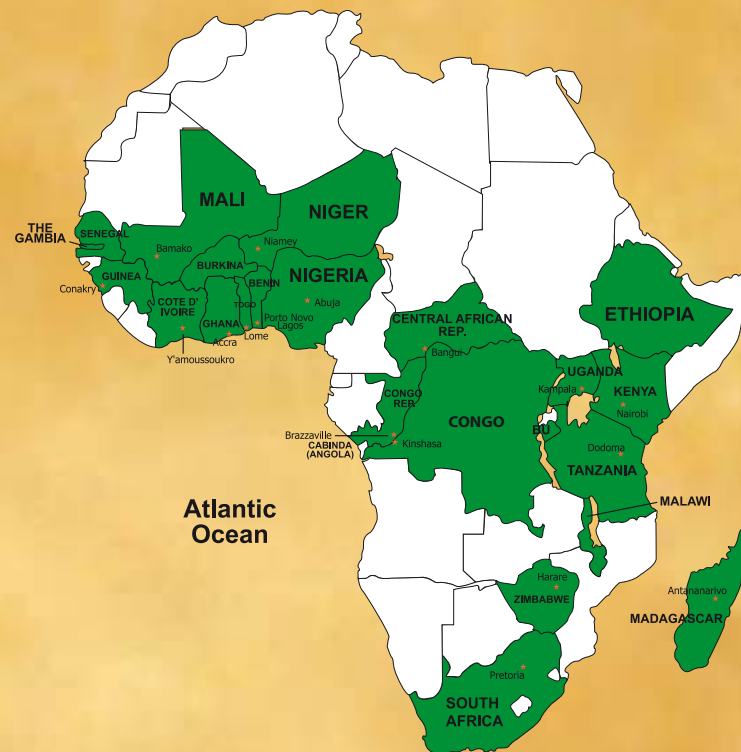 MALI
NIGER
THE
GAMBIA
SENEGAL
Bamako
Niamey
BURKINA
NIGERIA
GUINEA
BENIN
Conakry
COTE D'
IVOIRE
TOGO
Abuja
GHANA
Porto Novo
Lagos
Accra
Lome
Y'amoussoukro
ETHIOPIA
CENTRAL AFRICAN
REP.
Bangui
UGANDA
Kampala
KENYA
Nairobi
CONGO
REP.
CONGO
BU
Brazzaville
CABINDA
(ANGOLA)
Kinshasa
Dodoma
TANZANIA
Atlantic
Ocean
MALAWI
Harare
ZIMBABWE
Antananarivo
MADAGASCAR
Pretoria
SOUTH
AFRICA